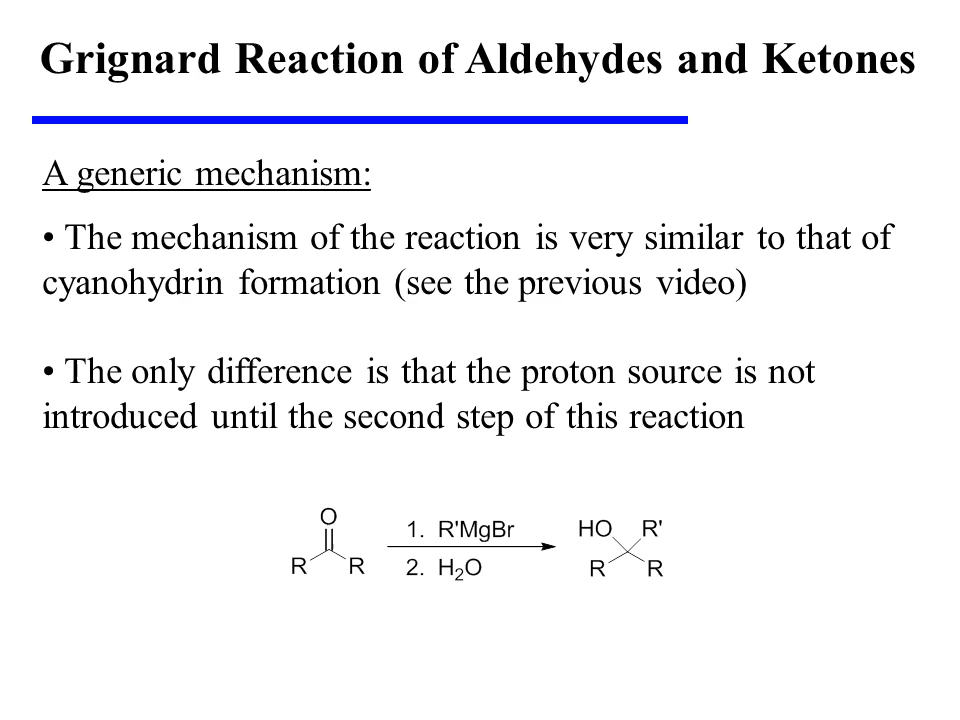 Grignard Reaction of Aldehydes and Ketones
A generic mechanism:
• The mechanism of the reaction is very similar to that of
cyanohydrin formation (see the previous video)
• The only difference is that the proton source is not
introduced until the second step of this reaction
O
R R
1. R'MgBr
2. H₂O
HO R'
R R